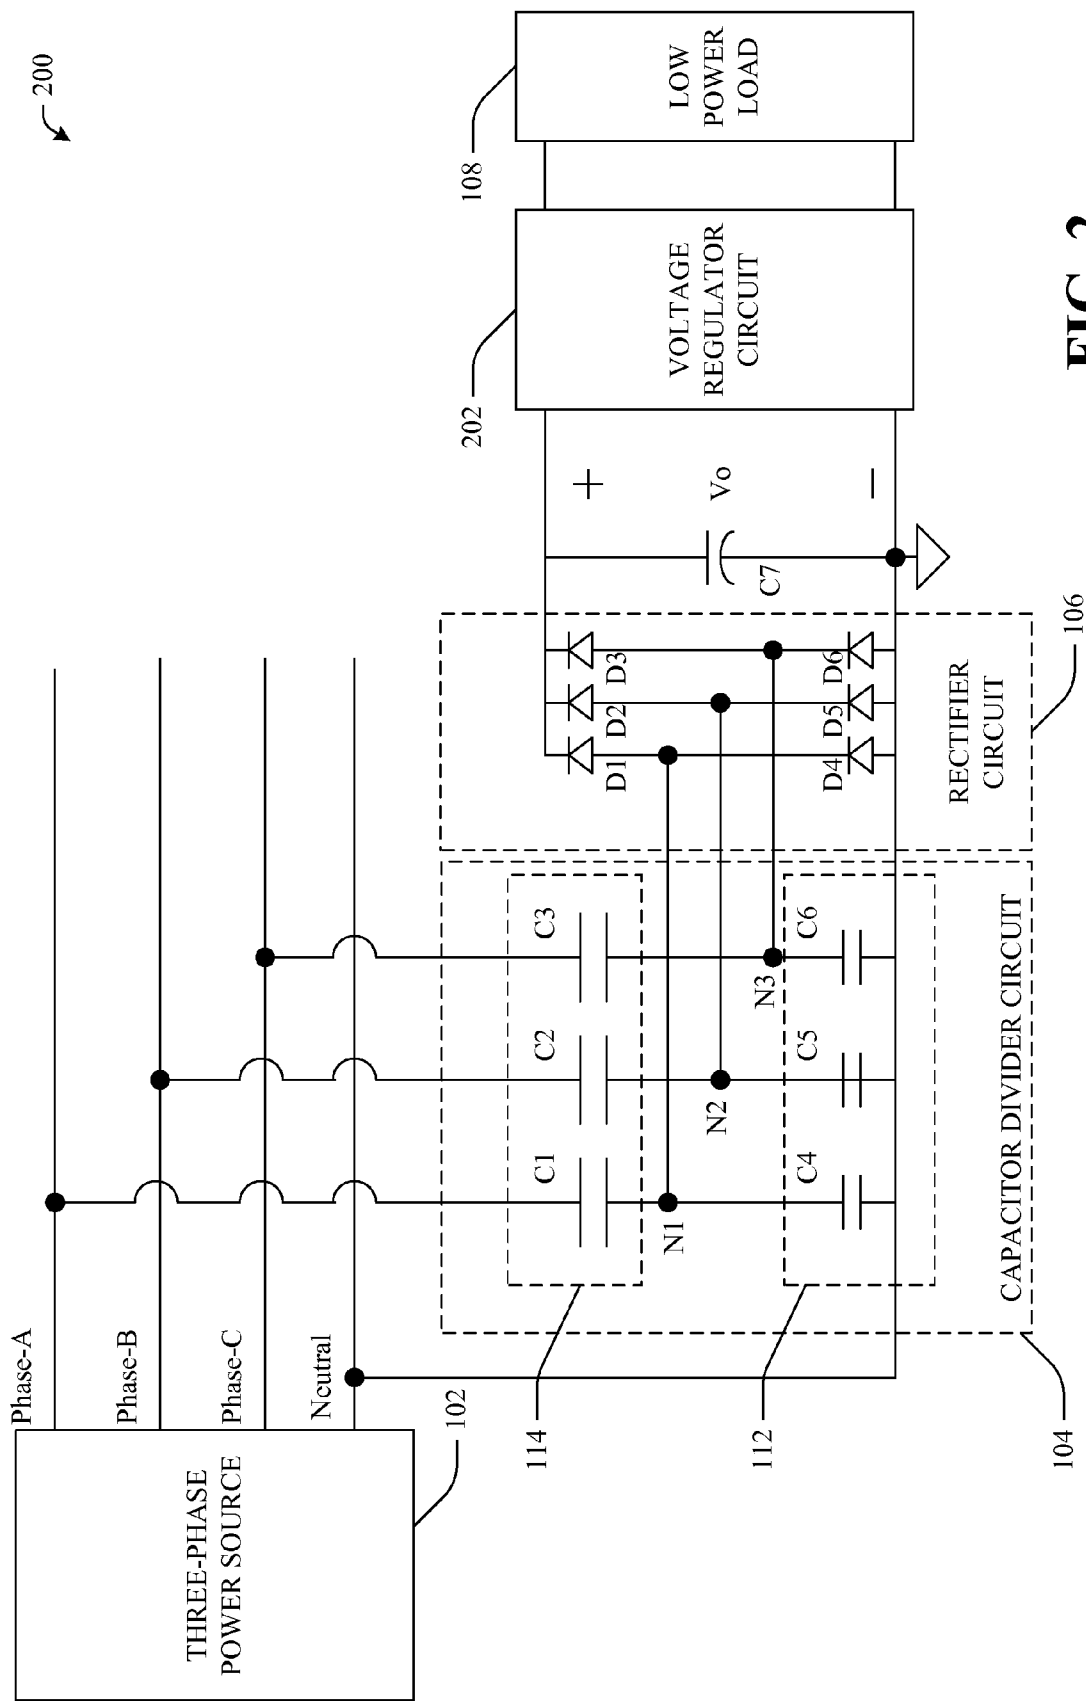 200
THREE-PHASE
POWER SOURCE
102
Phase-A
Phase-B
Phase-C
Neutral
114
112
104
C1
C2
C3
N1
N2
N3
C4
C5
C6
CAPACITOR DIVIDER CIRCUIT
D1
D2
D3
D4
D5
D6
RECTIFIER
CIRCUIT
106
C7
+
Vo
−
202
VOLTAGE
REGULATOR
CIRCUIT
108
LOW
POWER
LOAD